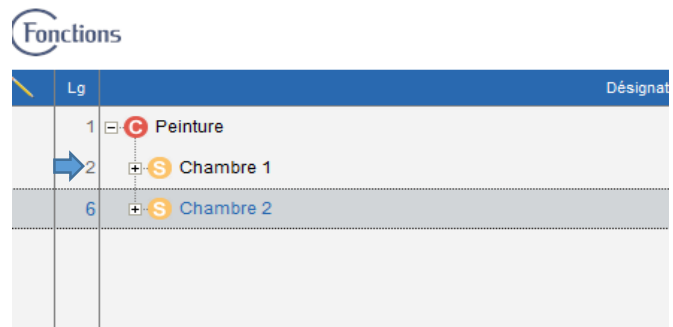 Fonctions
Lg Désignat
1 C Peinture
2 S Chambre 1
6 S Chambre 2